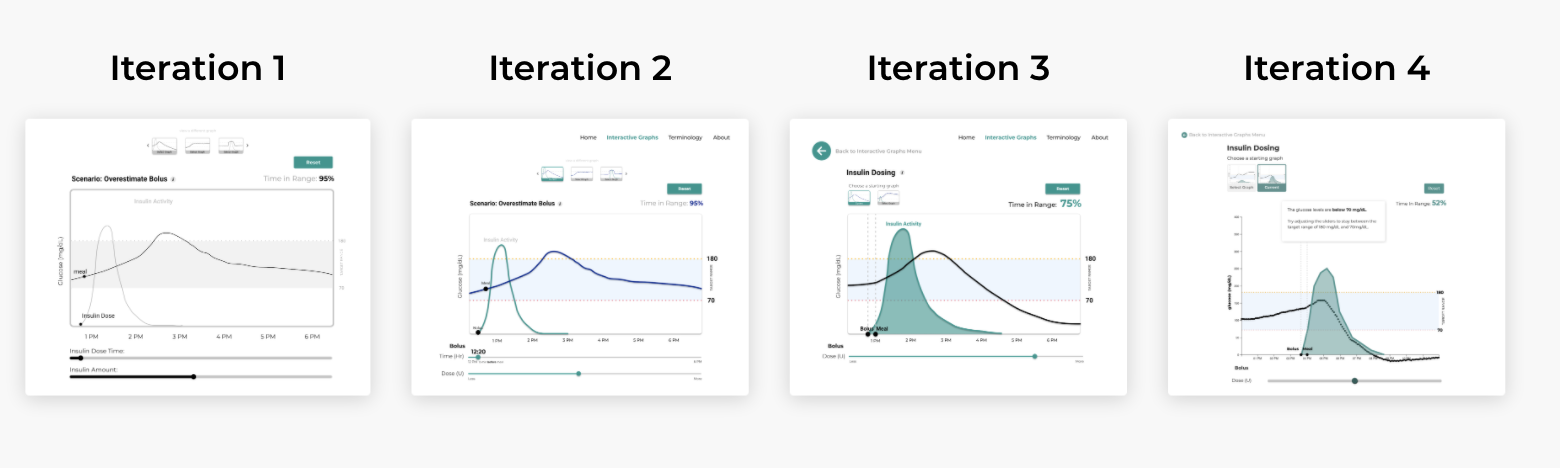 Iteration 1
Reset
Scenario: Overestimate Bolus
Time in Range: 95%
Insulin Activity
Glucose (mg/dL)
180
70
meal
Insulin Dose
1 PM 2 PM 3 PM 4 PM 5 PM 6 PM
Insulin Dose Time:
Insulin Amount:
Iteration 2
Home Interactive Graphs Terminology About
Reset
Scenario: Overestimate Bolus
Time in Range: 95%
Insulin Activity
Glucose (mg/dL)
180
70
Meal
Bolus
1 PM 2 PM 3 PM 4 PM 5 PM 6 PM
Bolus
Time (Hr)
12:20
Dose (U)
Iteration 3
Home Interactive Graphs Terminology About
Back to Interactive Graphs Menu
Insulin Dosing
Choose a starting graph
Reset
Time in Range: 75%
Insulin Activity
Glucose (mg/dL)
180
70
Bolus Meal
1 PM 2 PM 3 PM 4 PM 5 PM 6 PM
Bolus
Dose (U)
Iteration 4
Back to Interactive Graphs Menu
Insulin Dosing
Choose a starting graph
Reset
Time in Range: 52%
The glucose levels are below 70 mg/dL.
Try adjusting the sliders to stay between the
target range of 180 mg/dL and 70 mg/dL.
glucose (mg/dL)
180
70
Bolus Meal
Bolus
Dose (U)